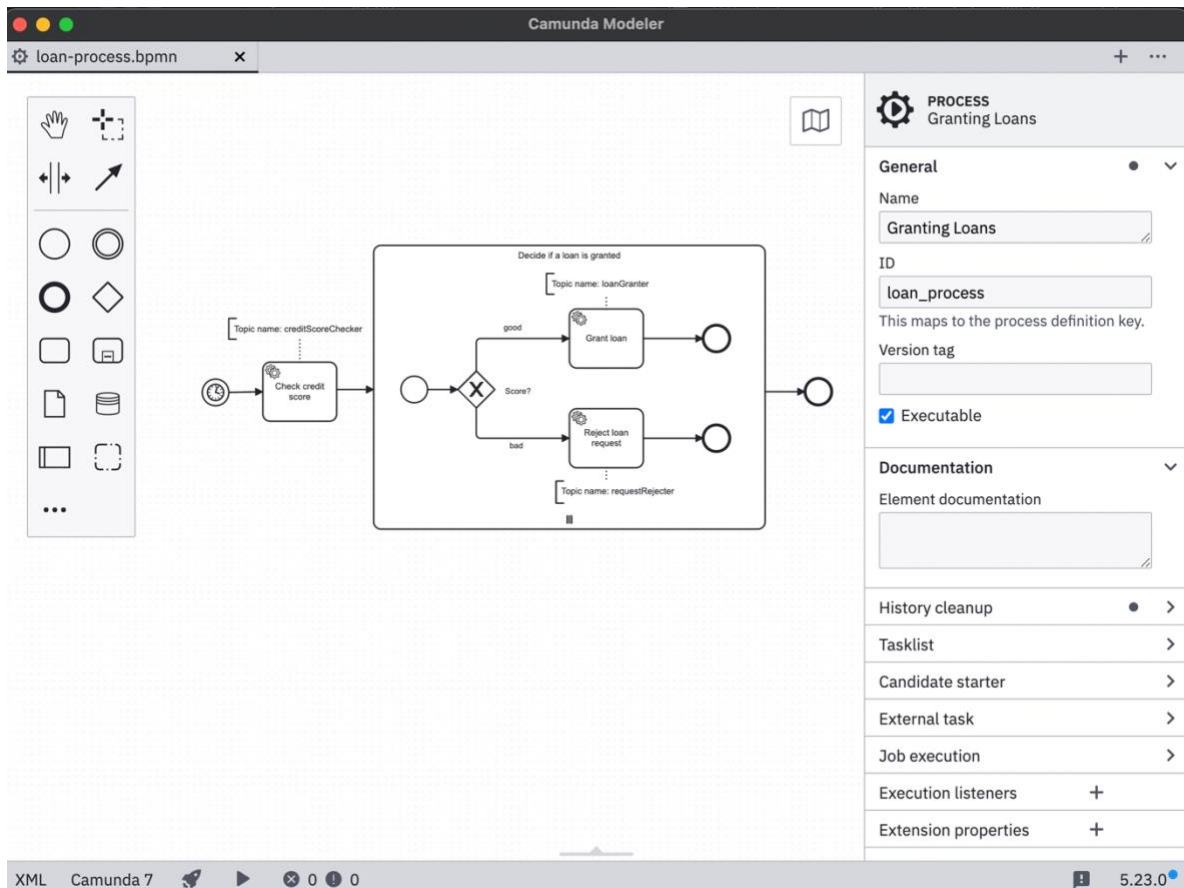 Camunda Modeler
loan-process.bpmn
PROCESS
Granting Loans
General
Name
Granting Loans
ID
loan_process
This maps to the process definition key.
Version tag
Executable
Documentation
Element documentation
History cleanup
Tasklist
Candidate starter
External task
Job execution
Execution listeners
Extension properties
Decide if a loan is granted
Topic name: loanGranter
Topic name: creditScoreChecker
good
Grant loan
Check credit
score
X
Score?
Reject loan
request
bad
Topic name: requestRejecter
XML Camunda 7 0 0 5.23.0